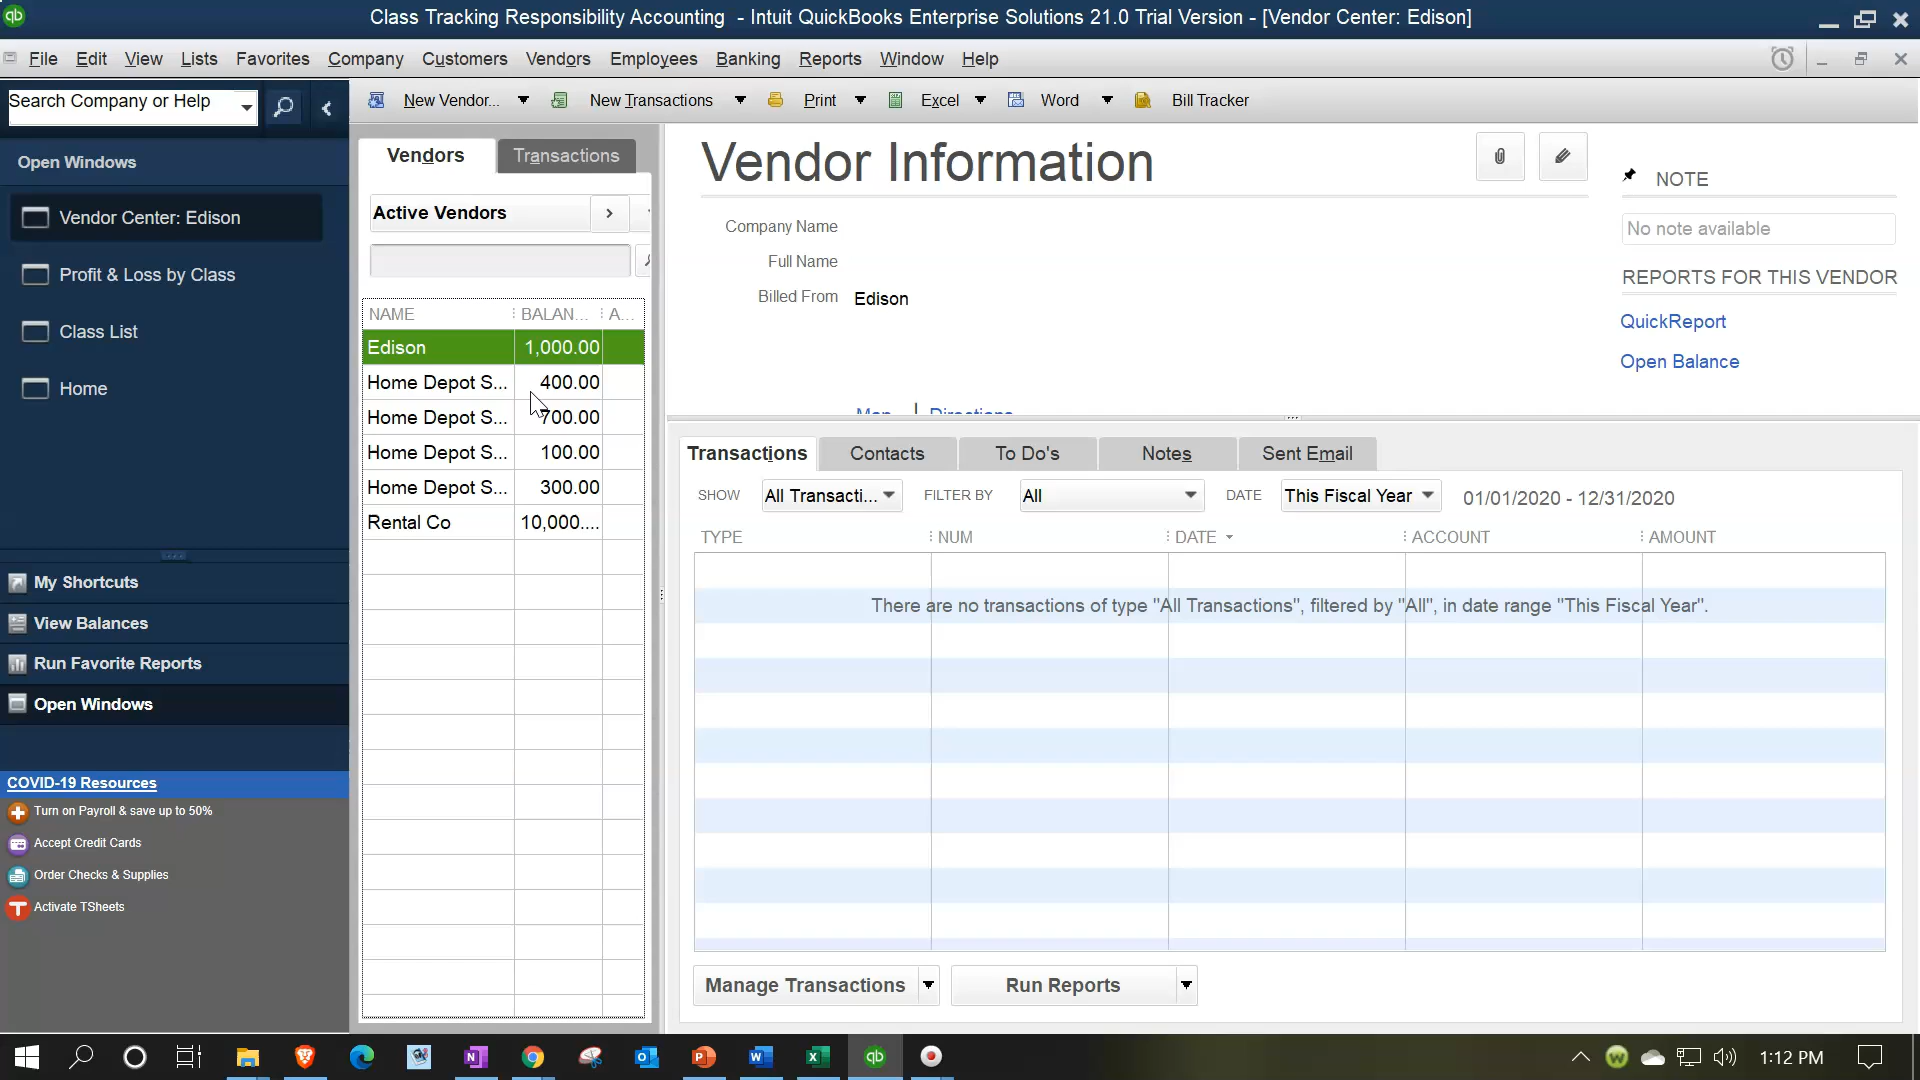 qb
Class Tracking Responsibility Accounting - Intuit QuickBooks Enterprise Solutions 21.0 Trial Version - [Vendor Center: Edison]
File Edit View Lists Favorites Company Customers Vendors Employees Banking Reports Window Help
Search Company or Help
New Vendor... New Transactions Print Excel Word Bill Tracker
Open Windows
Vendor Center: Edison
Profit & Loss by Class
Class List
Home
My Shortcuts
View Balances
Run Favorite Reports
Open Windows
COVID-19 Resources
Turn on Payroll & save up to 50%
Accept Credit Cards
Order Checks & Supplies
Activate TSheets
Vendors Transactions
Active Vendors
NAME BALAN... A...
Edison 1,000.00
Home Depot S... 400.00
Home Depot S... 700.00
Home Depot S... 100.00
Home Depot S... 300.00
Rental Co 10,000....
Vendor Information
Company Name
Full Name
Billed From Edison
Map | Directions
NOTE
No note available
REPORTS FOR THIS VENDOR
QuickReport
Open Balance
Transactions Contacts To Do's Notes Sent Email
SHOW All Transacti... FILTER BY All DATE This Fiscal Year 01/01/2020 - 12/31/2020
TYPE NUM DATE ACCOUNT AMOUNT
There are no transactions of type "All Transactions", filtered by "All", in date range "This Fiscal Year".
Manage Transactions Run Reports
1:12 PM